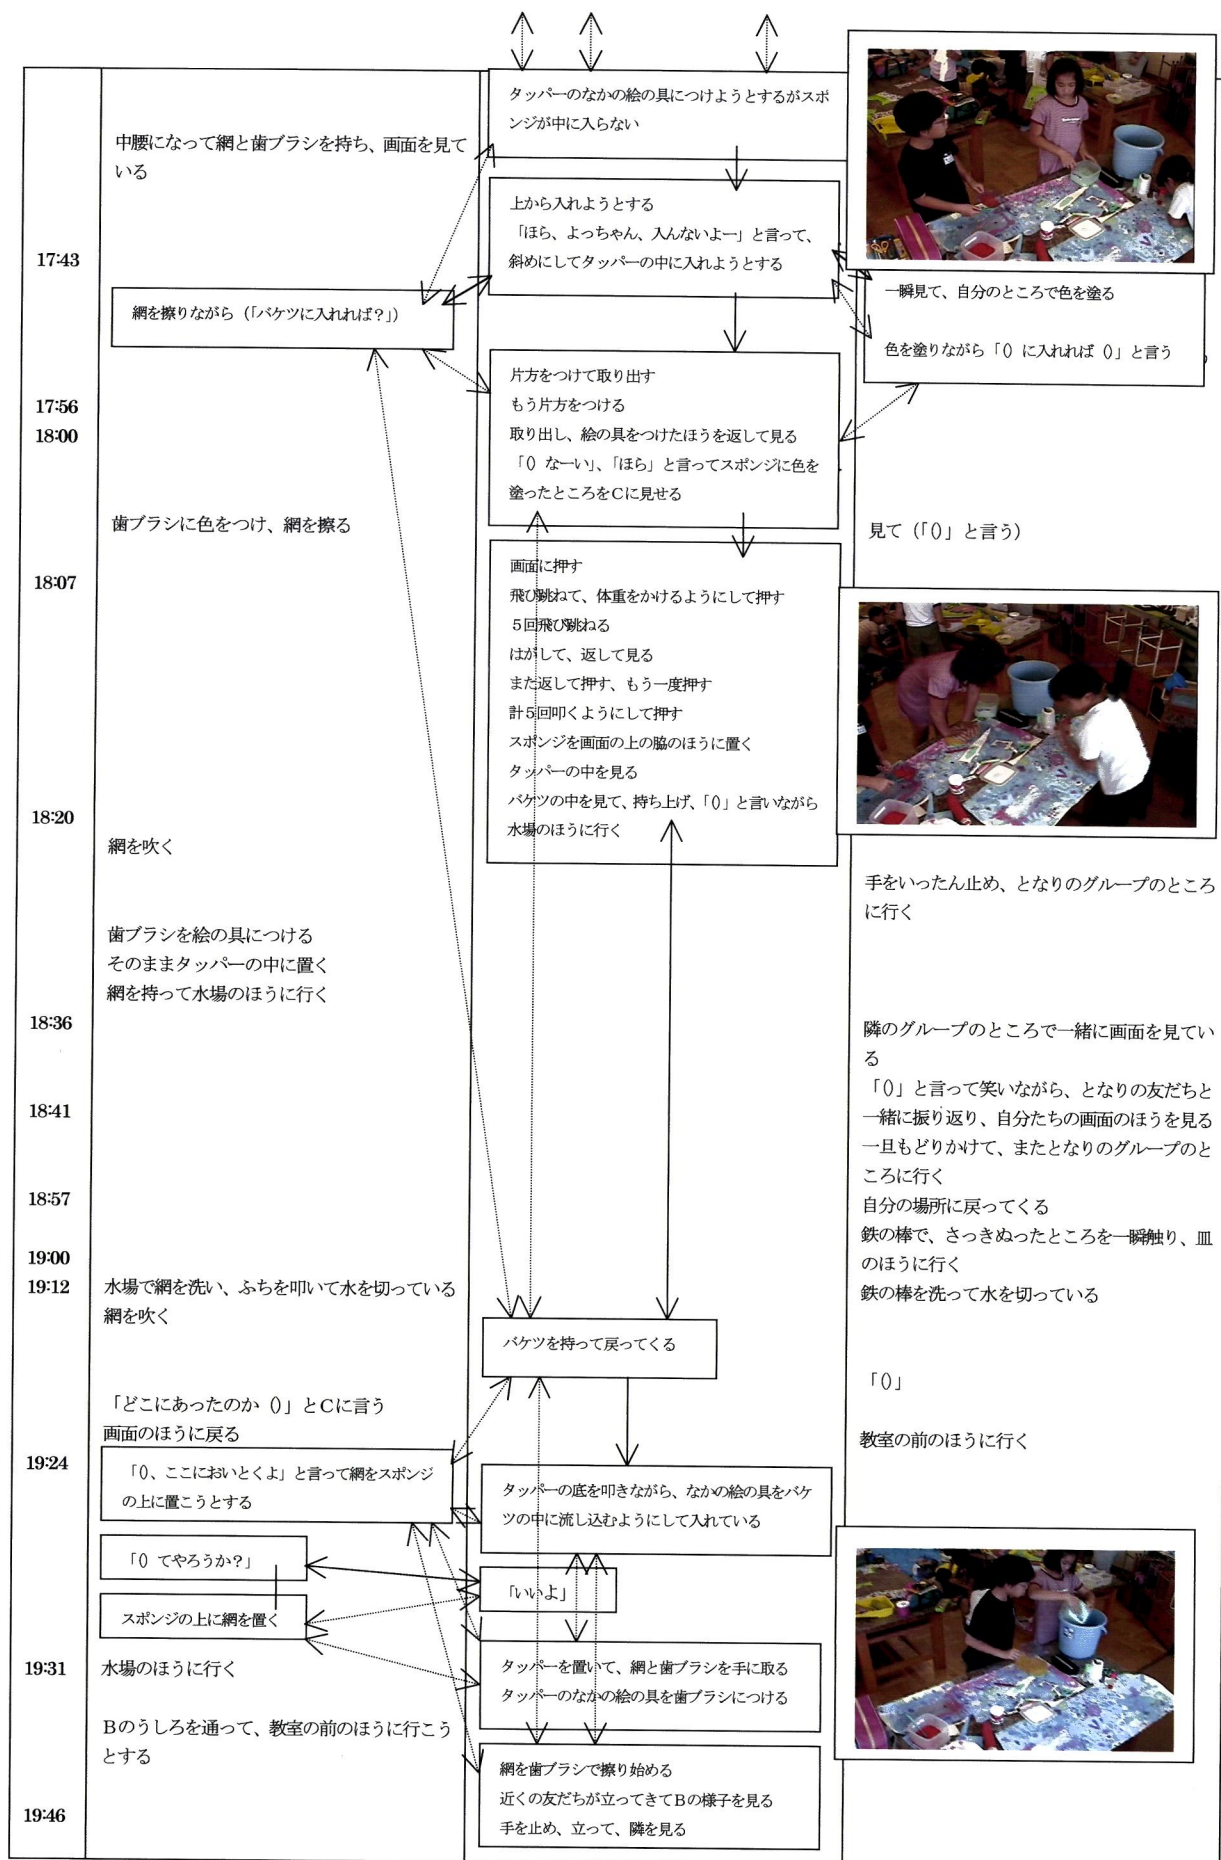 タッパーのなかの絵の具につけようとするがスポ
ンジが中に入らない
中腰になって網と歯ブラシを持ち、画面を見て
いる
上から入れようとする
「ほら、よっちゃん、入んないよー」と言って、
斜めにしてタッパーの中に入れようとする
17:43
一瞬見て、自分のところで色を塗る
網を擦りながら（「バケツに入れれば？」）
色を塗りながら「() に入れれば ()」と言う
片方をつけて取り出す
17:56
もう片方をつける
18:00
取り出し、絵の具をつけたほうを返して見る
「() なーい」、「ほら」と言ってスポンジに色を
塗ったところをCに見せる
歯ブラシに色をつけ、網を擦る
見て（「()」と言う）
18:07
画面に押す
飛び跳ねて、体重をかけるようにして押す
５回飛び跳ねる
はがして、返して見る
また返して押す、もう一度押す
計５回叩くようにして押す
スポンジを画面の上の脇のほうに置く
タッパーの中を見る
バケツの中を見て、持ち上げ、「()」と言いながら
水場のほうに行く
18:20
網を吹く
手をいったん止め、となりのグループのところ
に行く
歯ブラシを絵の具につける
そのままタッパーの中に置く
網を持って水場のほうに行く
18:36
隣のグループのところで一緒に画面を見てい
る
「()」と言って笑いながら、となりの友だちと
18:41
一緒に振り返り、自分たちの画面のほうを見る
一旦もどりかけて、またとなりのグループのと
ころに行く
18:57
自分の場所に戻ってくる
鉄の棒で、さっきぬったところを一瞬触り、皿
19:00
のほうに行く
19:12
水場で網を洗い、ふちを叩いて水を切っている
鉄の棒を洗って水を切っている
網を吹く
バケツを持って戻ってくる
「()」
「どこにあったのか ()」とCに言う
画面のほうに戻る
教室の前のほうに行く
19:24
「()、ここにおいとくよ」と言って網をスポンジ
の上に置こうとする
タッパーの底を叩きながら、なかの絵の具をバケ
ツの中に流し込むようにして入れている
「() てやろうか？」
「いいよ」
スポンジの上に網を置く
19:31
水場のほうに行く
タッパーを置いて、網と歯ブラシを手に取る
タッパーのなかの絵の具を歯ブラシにつける
Bのうしろを通って、教室の前のほうに行こう
とする
網を歯ブラシで擦り始める
近くの友だちが立ってきてBの様子を見る
19:46
手を止め、立って、隣を見る